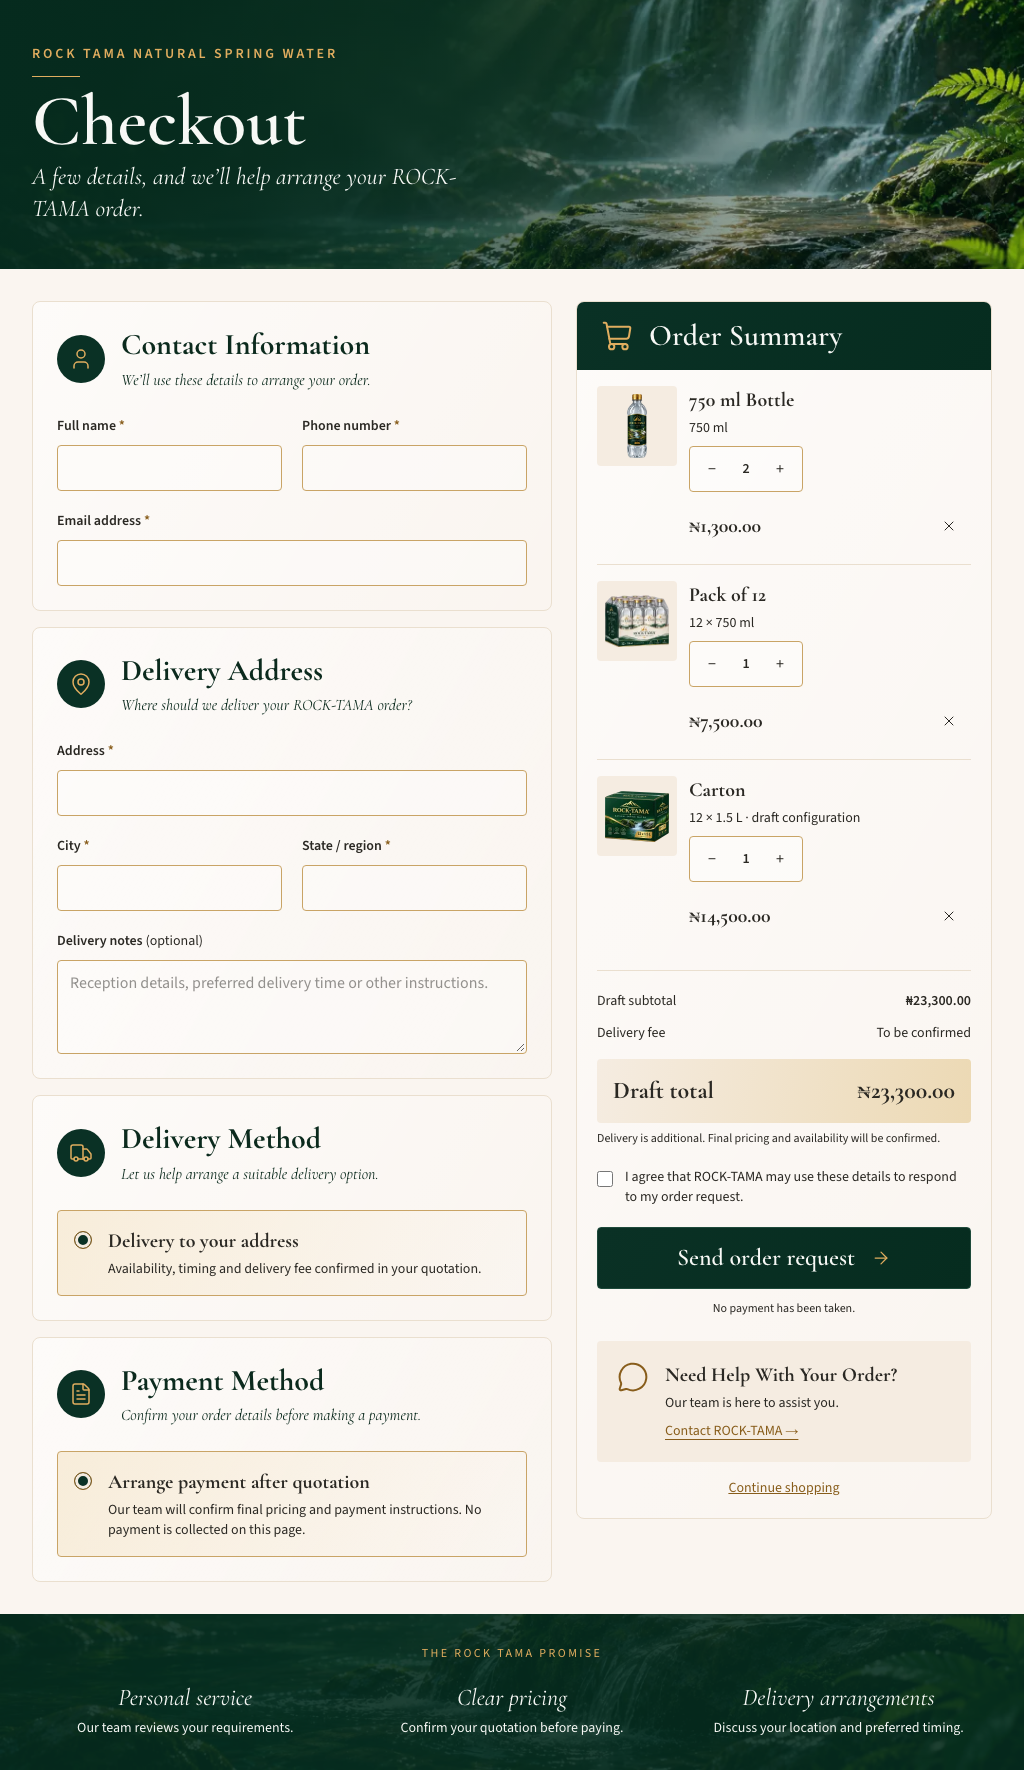 ROCK TAMA NATURAL SPRING WATER
Checkout
A few details, and we’ll help arrange your ROCK-
TAMA order.
Contact Information
We’ll use these details to arrange your order.
Full name *
Phone number *
Email address *
Delivery Address
Where should we deliver your ROCK-TAMA order?
Address *
City *
State / region *
Delivery notes (optional)
Reception details, preferred delivery time or other instructions.
Delivery Method
Let us help arrange a suitable delivery option.
Delivery to your address
Availability, timing and delivery fee confirmed in your quotation.
Payment Method
Confirm your order details before making a payment.
Arrange payment after quotation
Our team will confirm final pricing and payment instructions. No
payment is collected on this page.
Order Summary
750 ml Bottle
750 ml
− 2 +
₦1,300.00
Pack of 12
12 × 750 ml
− 1 +
₦7,500.00
ROCK-TAMA
Carton
12 × 1.5 L · draft configuration
− 1 +
₦14,500.00
Draft subtotal
₦23,300.00
Delivery fee
To be confirmed
Draft total
₦23,300.00
Delivery is additional. Final pricing and availability will be confirmed.
I agree that ROCK-TAMA may use these details to respond
to my order request.
Send order request →
No payment has been taken.
Need Help With Your Order?
Our team is here to assist you.
Contact ROCK-TAMA →
Continue shopping
THE ROCK TAMA PROMISE
Personal service
Our team reviews your requirements.
Clear pricing
Confirm your quotation before paying.
Delivery arrangements
Discuss your location and preferred timing.